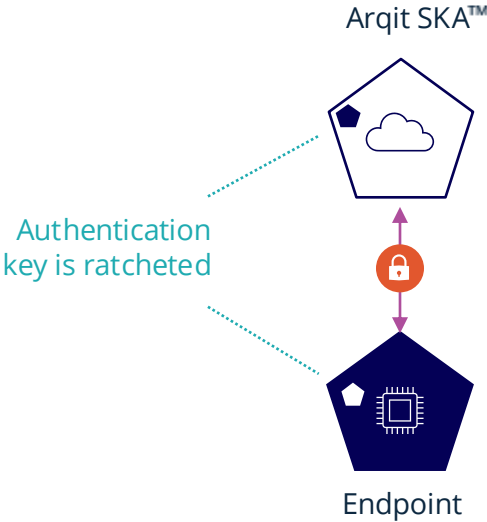 Arqit SKA™
Authentication
key is ratcheted
Endpoint